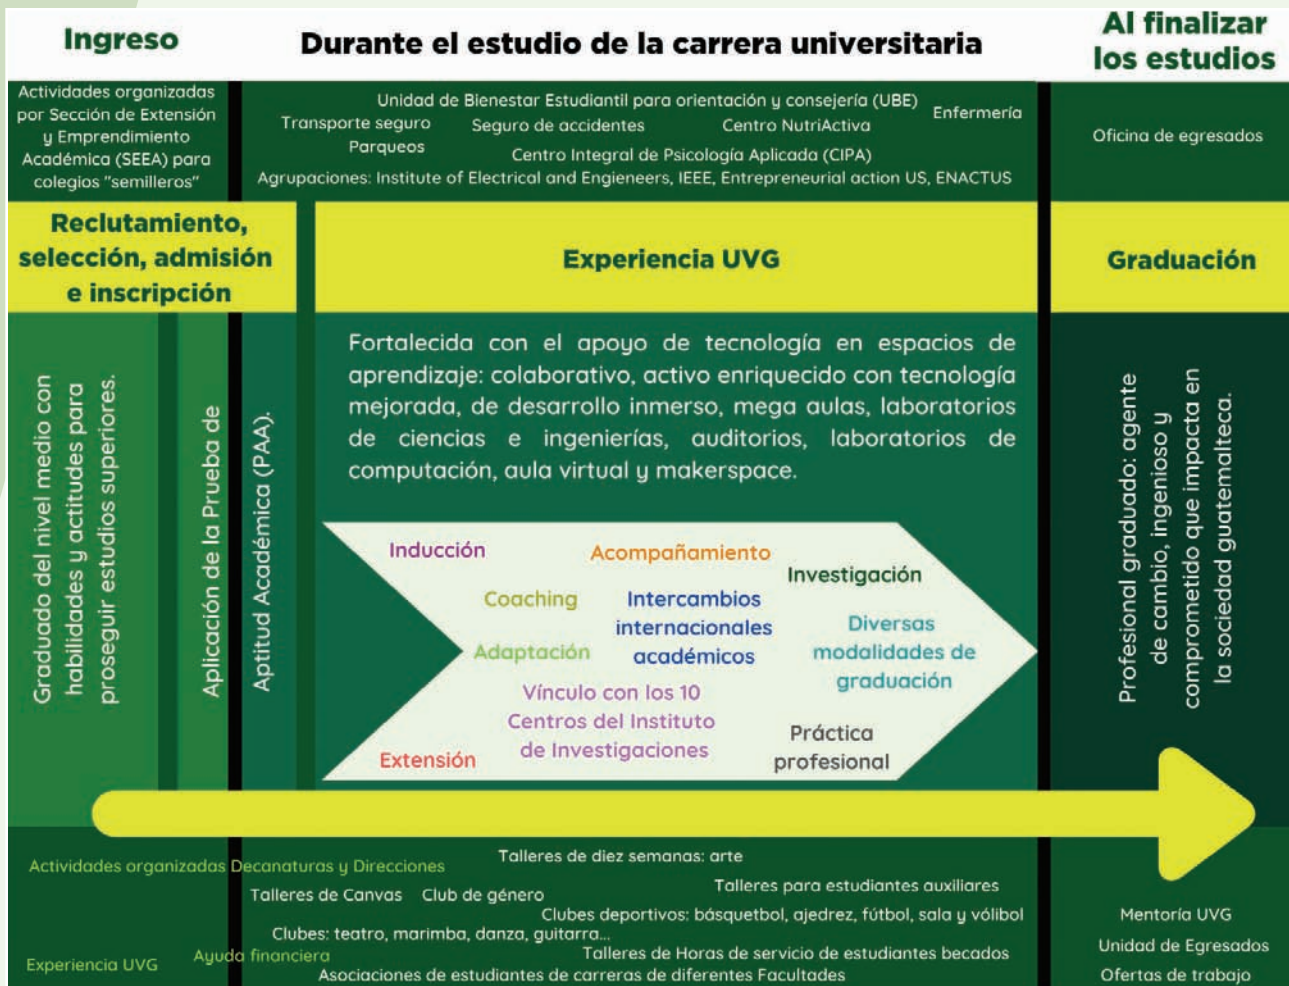 Ingreso
Durante el estudio de la carrera universitaria
Al finalizar
los estudios
Actividades organizadas
por Sección de Extensión
y Emprendimiento
Académica (SEEA) para
colegios "semilleros"
Unidad de Bienestar Estudiantil para orientación y consejería (UBE)
Enfermería
Transporte seguro
Seguro de accidentes
Centro NutriActiva
Parqueos
Centro Integral de Psicología Aplicada (CIPA)
Agrupaciones: Institute of Electrical and Engieneers, IEEE, Entrepreneurial action US, ENACTUS
Oficina de egresados
Reclutamiento,
selección, admisión
e inscripción
Experiencia UVG
Graduación
Graduado del nivel medio con
habilidades y actitudes para
proseguir estudios superiores.
Aplicación de la Prueba de
Aptitud Académica (PAA).
Fortalecida con el apoyo de tecnología en espacios de
aprendizaje: colaborativo, activo enriquecido con tecnología
mejorada, de desarrollo inmerso, mega aulas, laboratorios
de ciencias e ingenierías, auditorios, laboratorios de
computación, aula virtual y makerspace.
Inducción
Acompañamiento
Investigación
Coaching
Intercambios
internacionales
académicos
Adaptación
Diversas
modalidades de
graduación
Vínculo con los 10
Centros del Instituto
de Investigaciones
Extensión
Práctica
profesional
Profesional graduado: agente
de cambio, ingenioso y
comprometido que impacta en
la sociedad guatemalteca.
Actividades organizadas Decanaturas y Direcciones
Talleres de diez semanas: arte
Talleres de Canvas
Club de género
Talleres para estudiantes auxiliares
Clubes deportivos: básquetbol, ajedrez, fútbol, sala y vólibol
Clubes: teatro, marimba, danza, guitarra...
Ayuda financiera
Talleres de Horas de servicio de estudiantes becados
Experiencia UVG
Asociaciones de estudiantes de carreras de diferentes Facultades
Mentoría UVG
Unidad de Egresados
Ofertas de trabajo